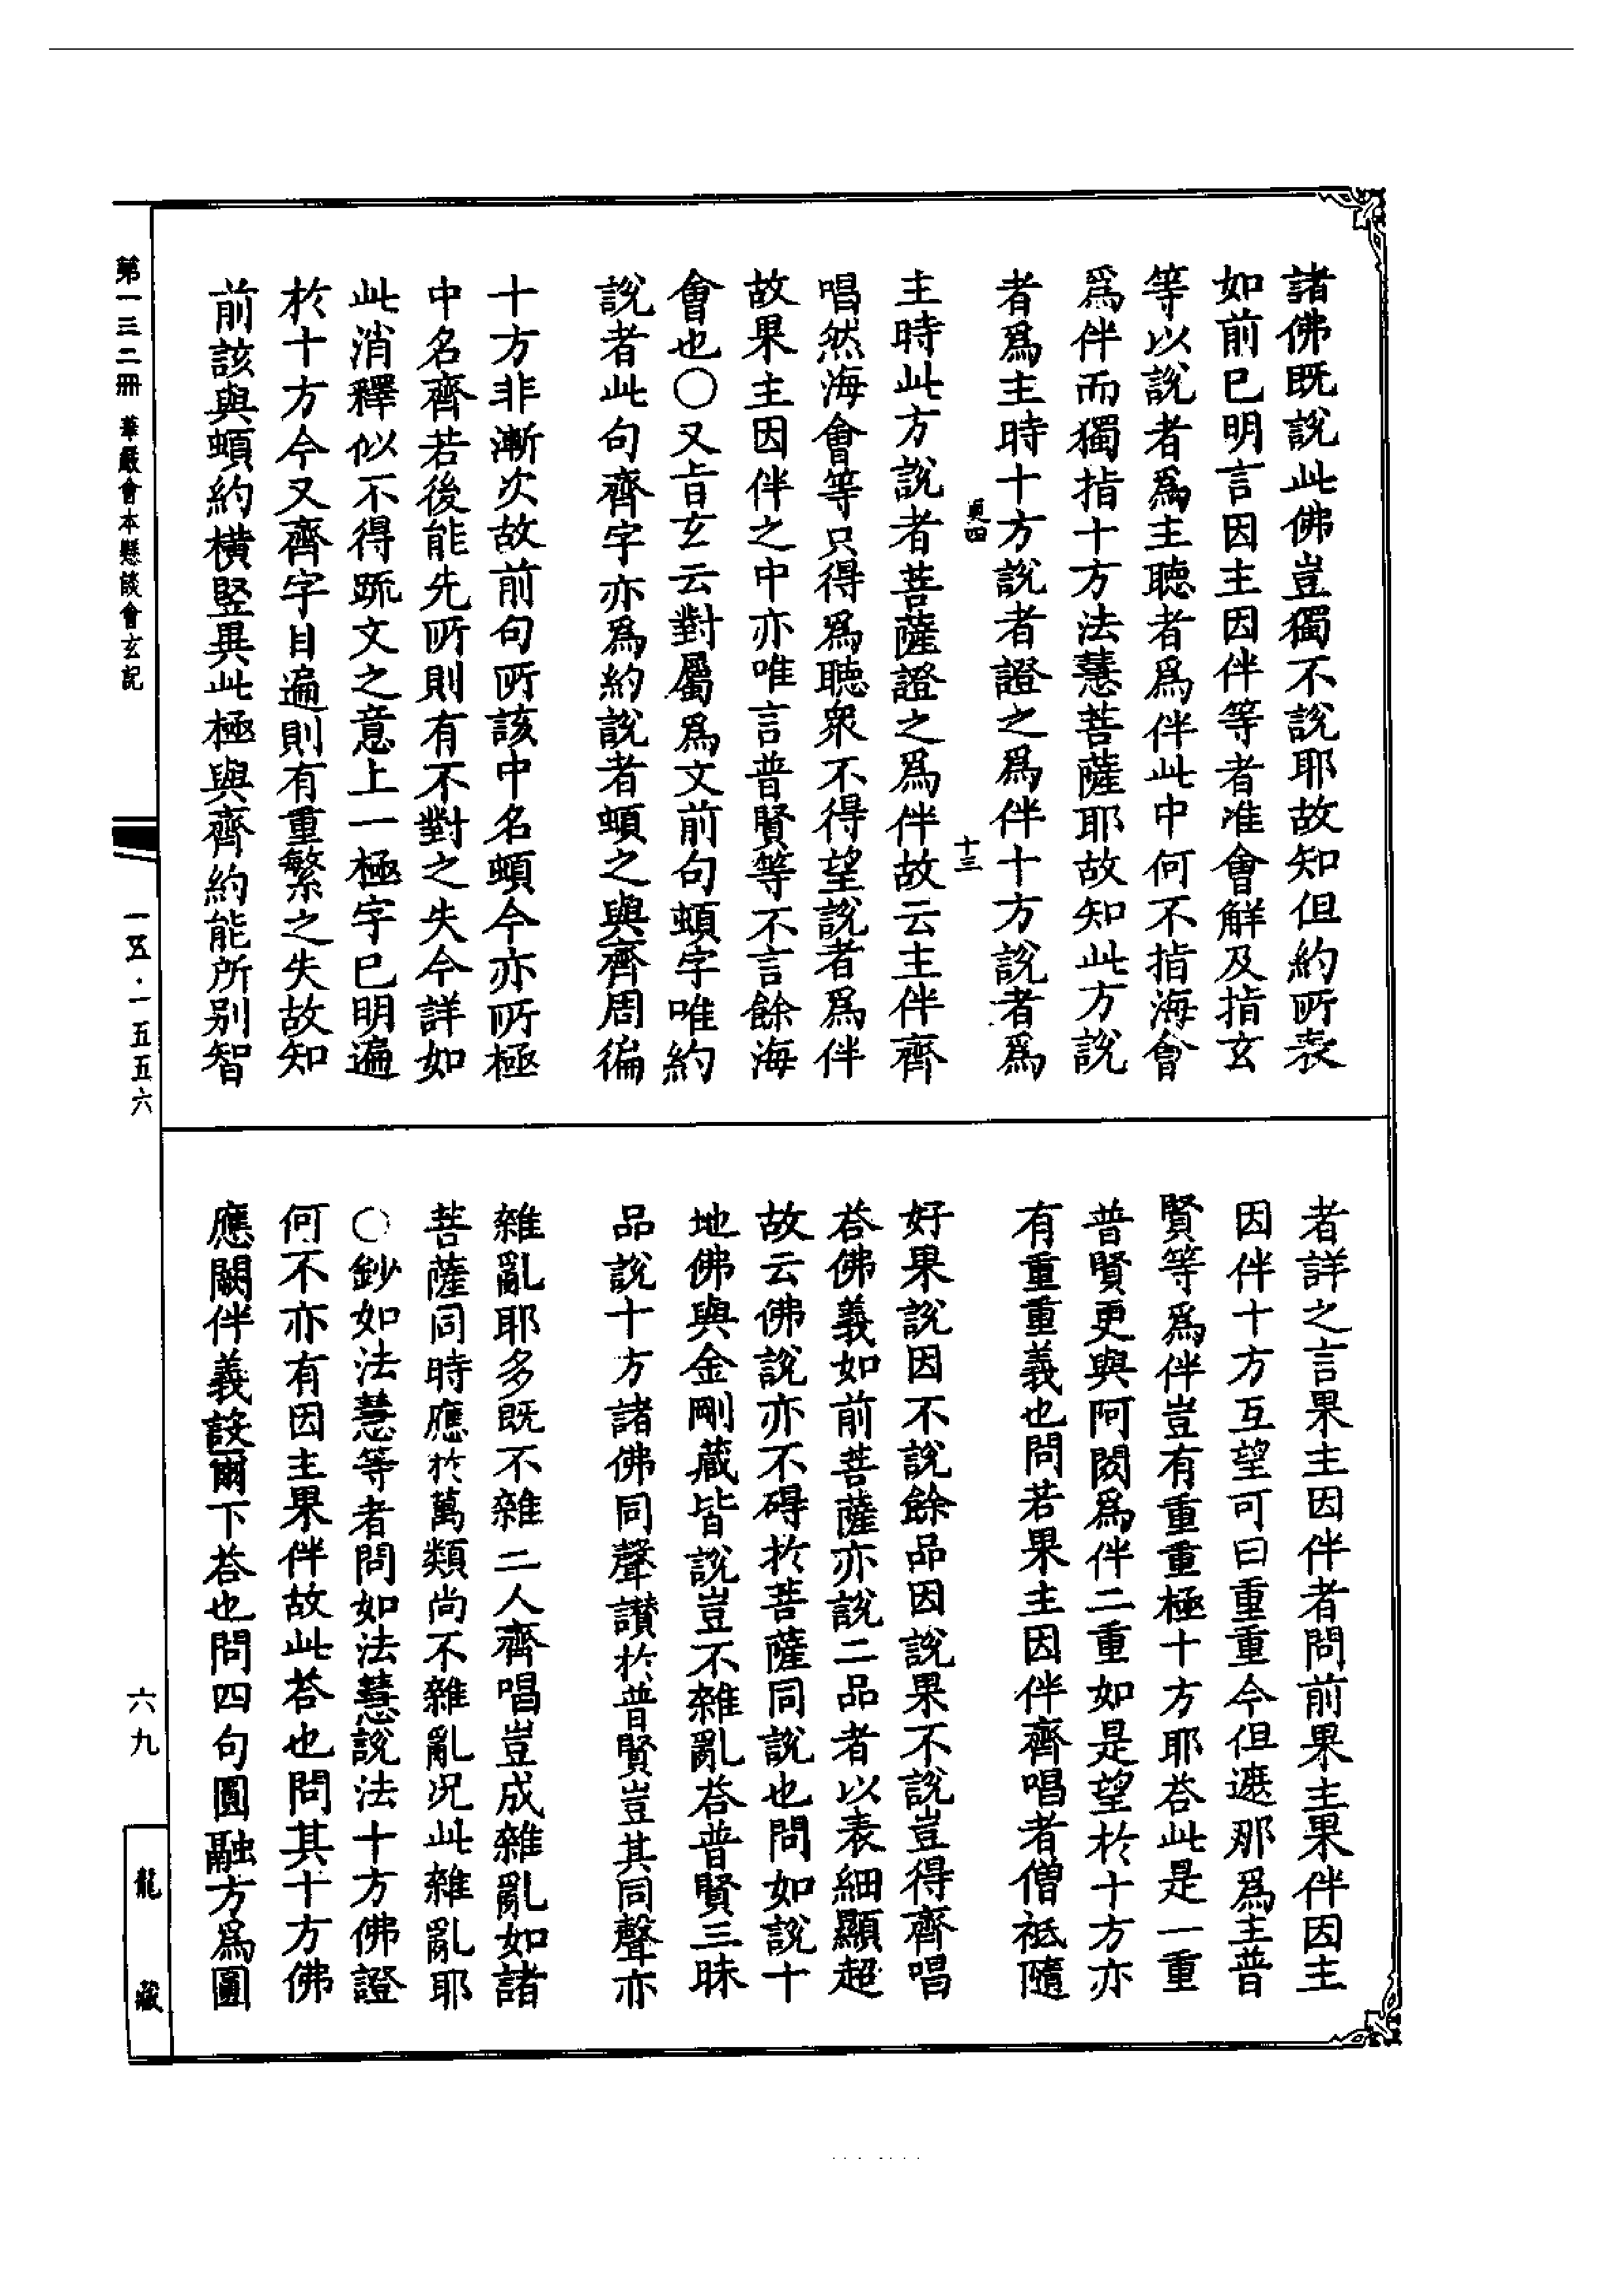 諸佛既說此佛豈獨不說耶故知但約所表
如前已明言因主因伴等者准會解及指玄
等以說者爲主聽者爲伴此中何不指海會
爲伴而獨指十方法慧菩薩耶故知此方說
者爲主時十方說者證之爲伴十方說者爲
十三
主時此方說者菩薩證之爲伴故云主伴齊
唱然海會等只得爲聽衆不得望說者爲伴
故果主因伴之中亦唯言普賢等不言餘海
會也〇又㫖玄云對屬爲文前句頓字唯約
說者此句齊字亦爲約說者頓之與齊周徧
十方非漸次故前句所該中名頓今亦所極
中名齊若後能先所則有不對之失今詳如
此消釋似不得䟽文之意上一極字已明遍
於十方今又齊字目遍則有重繁之失故知
前該與頓約橫竪異此極與齊約能所別智
者詳之言果主因伴者問前果主果伴因主
因伴十方互望可曰重重今但遮那爲主普
賢等爲伴豈有重重極十方耶荅此是一重
普賢更與阿閦爲伴二重如是望於十方亦
有重重義也問若果主因伴齊唱者僧祇隨
好果說因不說餘品因說果不說豈得齊唱
荅佛義如前菩薩亦說二品者以表細顯超
故云佛說亦不碍於菩薩同說也問如說十
地佛與金剛藏皆說豈不雜亂荅普賢三昧
品說十方諸佛同聲讃於普賢豈其同聲亦
雜亂耶多既不雜二人齊唱豈成雜亂如諸
菩薩同時應於萬類尚不雜亂况此雜亂耶
〇鈔如法慧等者問如法慧說法十方佛證
何不亦有因主果伴故此荅也問其十方佛
應闕伴義設爾下荅也問四句圓融方爲圓
第一三二冊 華嚴會本懸談會玄記
一五·一五五六
六九
龍藏